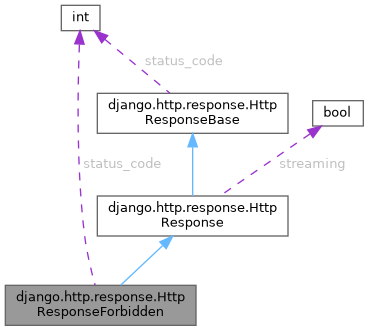 int
status_code
django.http.response.Http
ResponseBase
bool
status_code
streaming
django.http.response.Http
Response
django.http.response.Http
ResponseForbidden